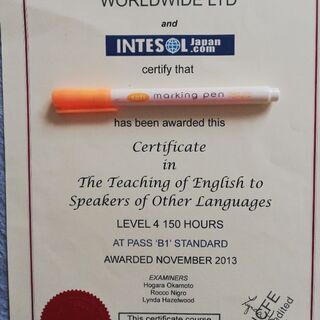 WORLDWIDE LTD
and
INTESOL Japan
.com
certify that
marking pen
has been awarded this
Certificate
in
The Teaching of English to
Speakers of Other Languages
LEVEL 4 150 HOURS
AT PASS 'B1' STANDARD
AWARDED NOVEMBER 2013
EXAMINERS
Hogara Okamoto
Rocco Nigro
Lynda Hazelwood
This certificate course